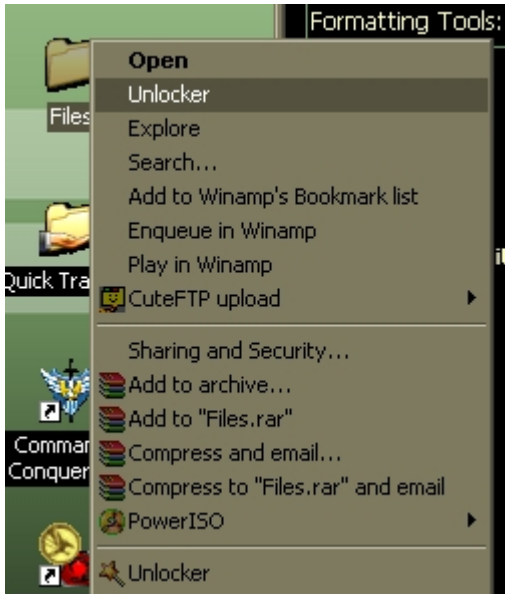 Formatting Tools:
Files
Open
Unlocker
Explore
Search...
Add to Winamp's Bookmark list
Enqueue in Winamp
Play in Winamp
Quick Tra
CuteFTP upload
Sharing and Security...
Add to archive...
Add to "Files.rar"
Comman
Conquer
Compress and email...
Compress to "Files.rar" and email
PowerISO
Unlocker